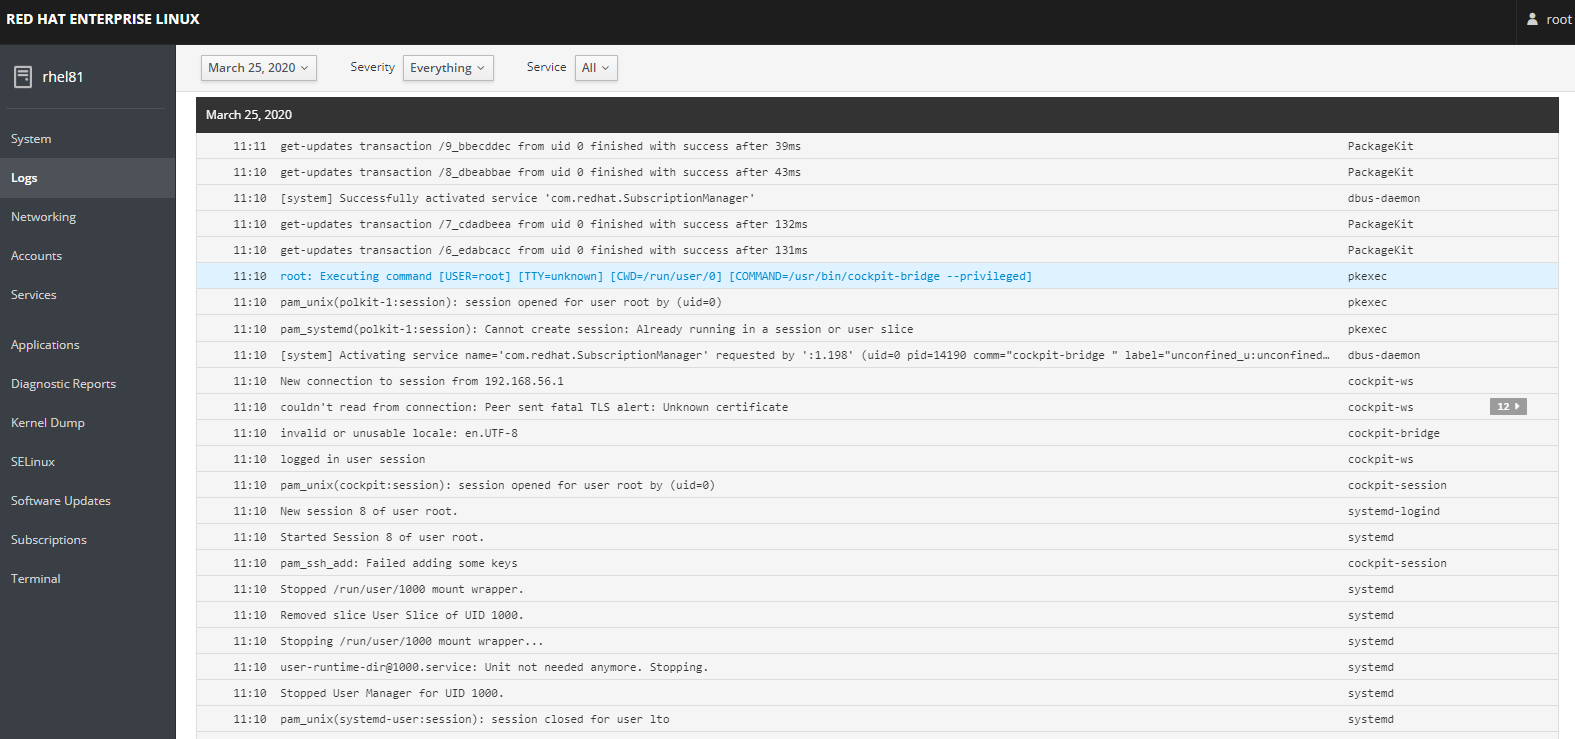 RED HAT ENTERPRISE LINUX
root
rhel81
System
Logs
Networking
Accounts
Services
Applications
Diagnostic Reports
Kernel Dump
SELinux
Software Updates
Subscriptions
Terminal
March 25, 2020 Severity Everything Service All
March 25, 2020
11:11 get-updates transaction /9_bbecddec from uid 0 finished with success after 39ms PackageKit
11:10 get-updates transaction /8_dbeabbae from uid 0 finished with success after 43ms PackageKit
11:10 [system] Successfully activated service 'com.redhat.SubscriptionManager' dbus-daemon
11:10 get-updates transaction /7_cdadbeea from uid 0 finished with success after 132ms PackageKit
11:10 get-updates transaction /6_edabcacc from uid 0 finished with success after 131ms PackageKit
11:10 root: Executing command [USER=root] [TTY=unknown] [CWD=/run/user/0] [COMMAND=/usr/bin/cockpit-bridge --privileged] pkexec
11:10 pam_unix(polkit-1:session): session opened for user root by (uid=0) pkexec
11:10 pam_systemd(polkit-1:session): Cannot create session: Already running in a session or user slice pkexec
11:10 [system] Activating service name='com.redhat.SubscriptionManager' requested by ':1.198' (uid=0 pid=14190 comm="cockpit-bridge " label="unconfined_u:unconfined… dbus-daemon
11:10 New connection to session from 192.168.56.1 cockpit-ws
11:10 couldn't read from connection: Peer sent fatal TLS alert: Unknown certificate cockpit-ws 12
11:10 invalid or unusable locale: en.UTF-8 cockpit-bridge
11:10 logged in user session cockpit-ws
11:10 pam_unix(cockpit:session): session opened for user root by (uid=0) cockpit-session
11:10 New session 8 of user root. systemd-logind
11:10 Started Session 8 of user root. systemd
11:10 pam_ssh_add: Failed adding some keys cockpit-session
11:10 Stopped /run/user/1000 mount wrapper. systemd
11:10 Removed slice User Slice of UID 1000. systemd
11:10 Stopping /run/user/1000 mount wrapper... systemd
11:10 user-runtime-dir@1000.service: Unit not needed anymore. Stopping. systemd
11:10 Stopped User Manager for UID 1000. systemd
11:10 pam_unix(systemd-user:session): session closed for user lto systemd